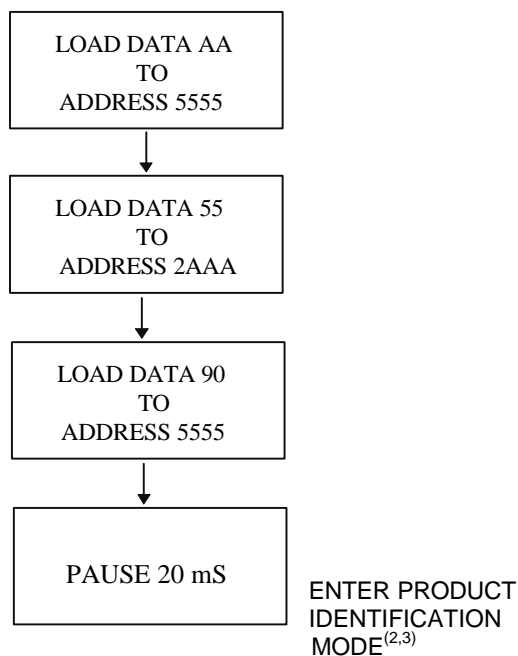 LOAD DATA AA
TO
ADDRESS 5555
LOAD DATA 55
TO
ADDRESS 2AAA
LOAD DATA 90
TO
ADDRESS 5555
PAUSE 20 mS
ENTER PRODUCT
IDENTIFICATION
MODE(2,3)